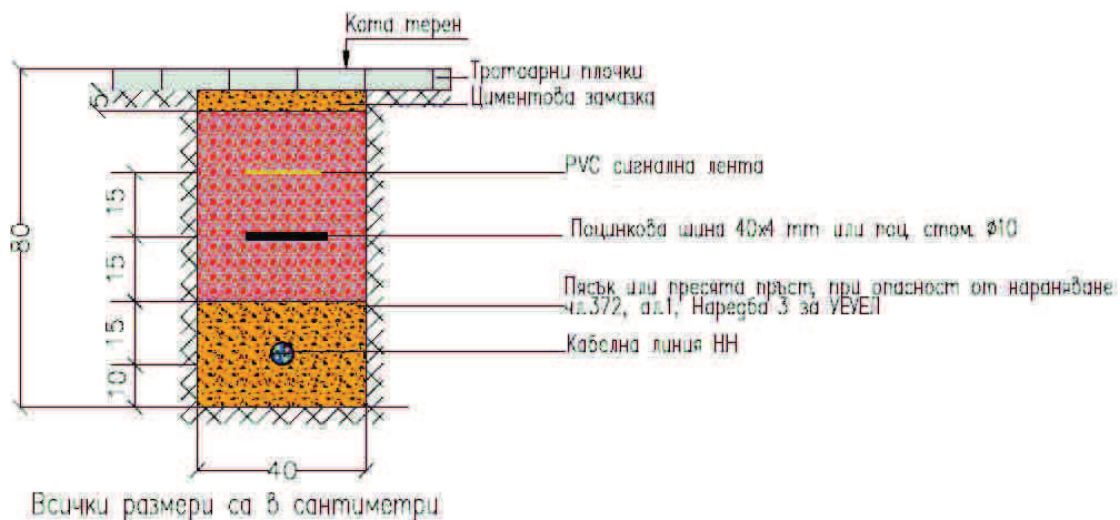 Кота терен
Тротоарни плочки
Циментова замазка
5
PVC сигнална лента
15
80
Поцинкова шина 40x4 mm или поц. стом. Ø10
15
Пясък или пресята пръст, при опасност от нараняване
чл.372, ал.1, Наредба 3 за УЕУЕЛ
15
Кабелна линия НН
10
40
Всички размери са в сантиметри